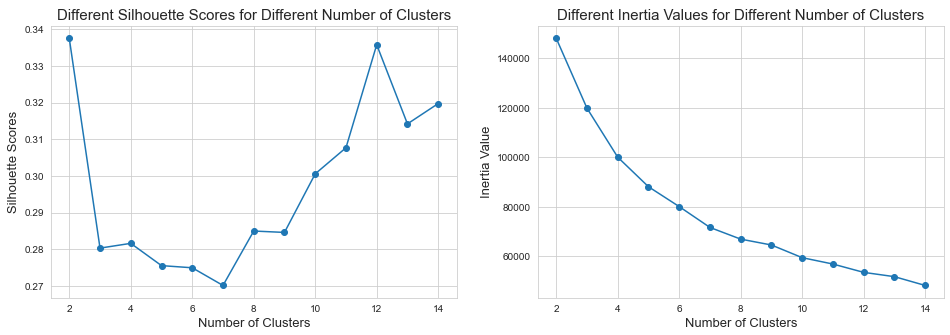 Different Silhouette Scores for Different Number of Clusters
Silhouette Scores
0.34
0.33
0.32
0.31
0.30
0.29
0.28
0.27
2 4 6 8 10 12 14
Number of Clusters
Different Inertia Values for Different Number of Clusters
Inertia Value
140000
120000
100000
80000
60000
2 4 6 8 10 12 14
Number of Clusters